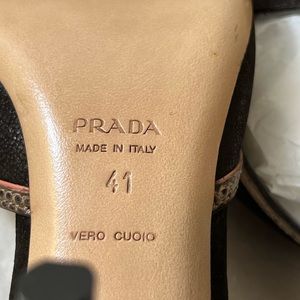 PRADA
MADE IN ITALY
41
VERO CUOIO